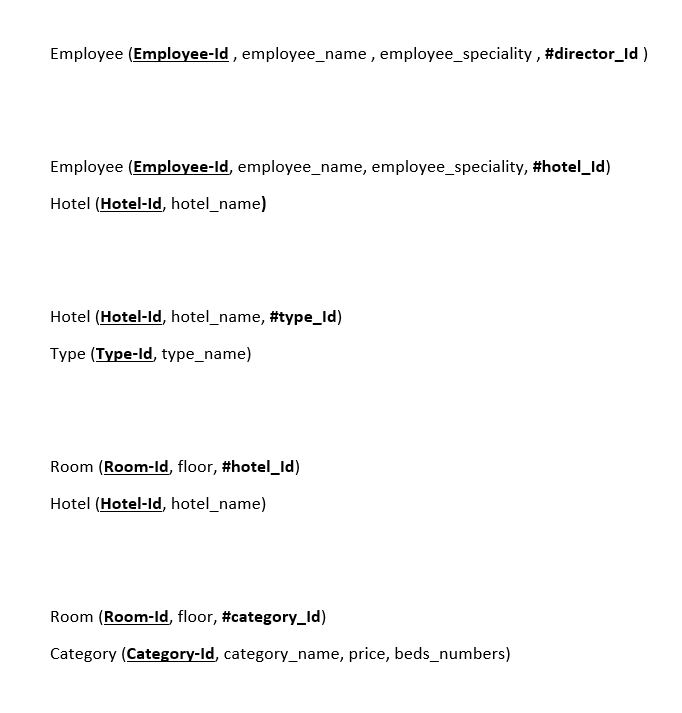 Employee (Employee-Id , employee_name , employee_speciality , #director_Id )
Employee (Employee-Id, employee_name, employee_speciality, #hotel_Id)
Hotel (Hotel-Id, hotel_name)
Hotel (Hotel-Id, hotel_name, #type_Id)
Type (Type-Id, type_name)
Room (Room-Id, floor, #hotel_Id)
Hotel (Hotel-Id, hotel_name)
Room (Room-Id, floor, #category_Id)
Category (Category-Id, category_name, price, beds_numbers)